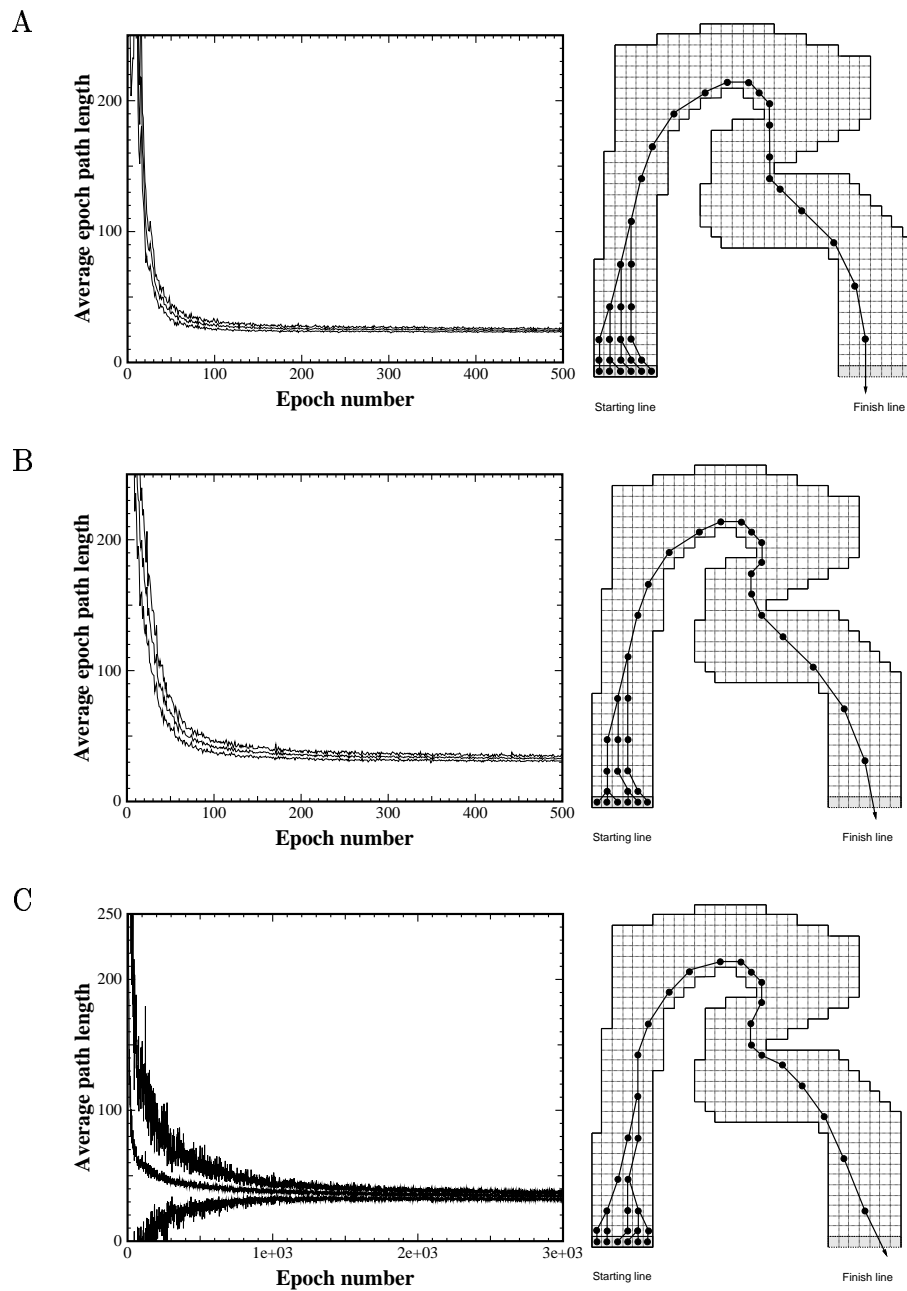 A
Average epoch path length
200
100
0
0 100 200 300 400 500
Epoch number
Starting line Finish line
B
Average epoch path length
200
100
0
0 100 200 300 400 500
Epoch number
Starting line Finish line
C
Average path length
250
200
100
50
0
0 1e+03 2e+03 3e+03
Epoch number
Starting line Finish line